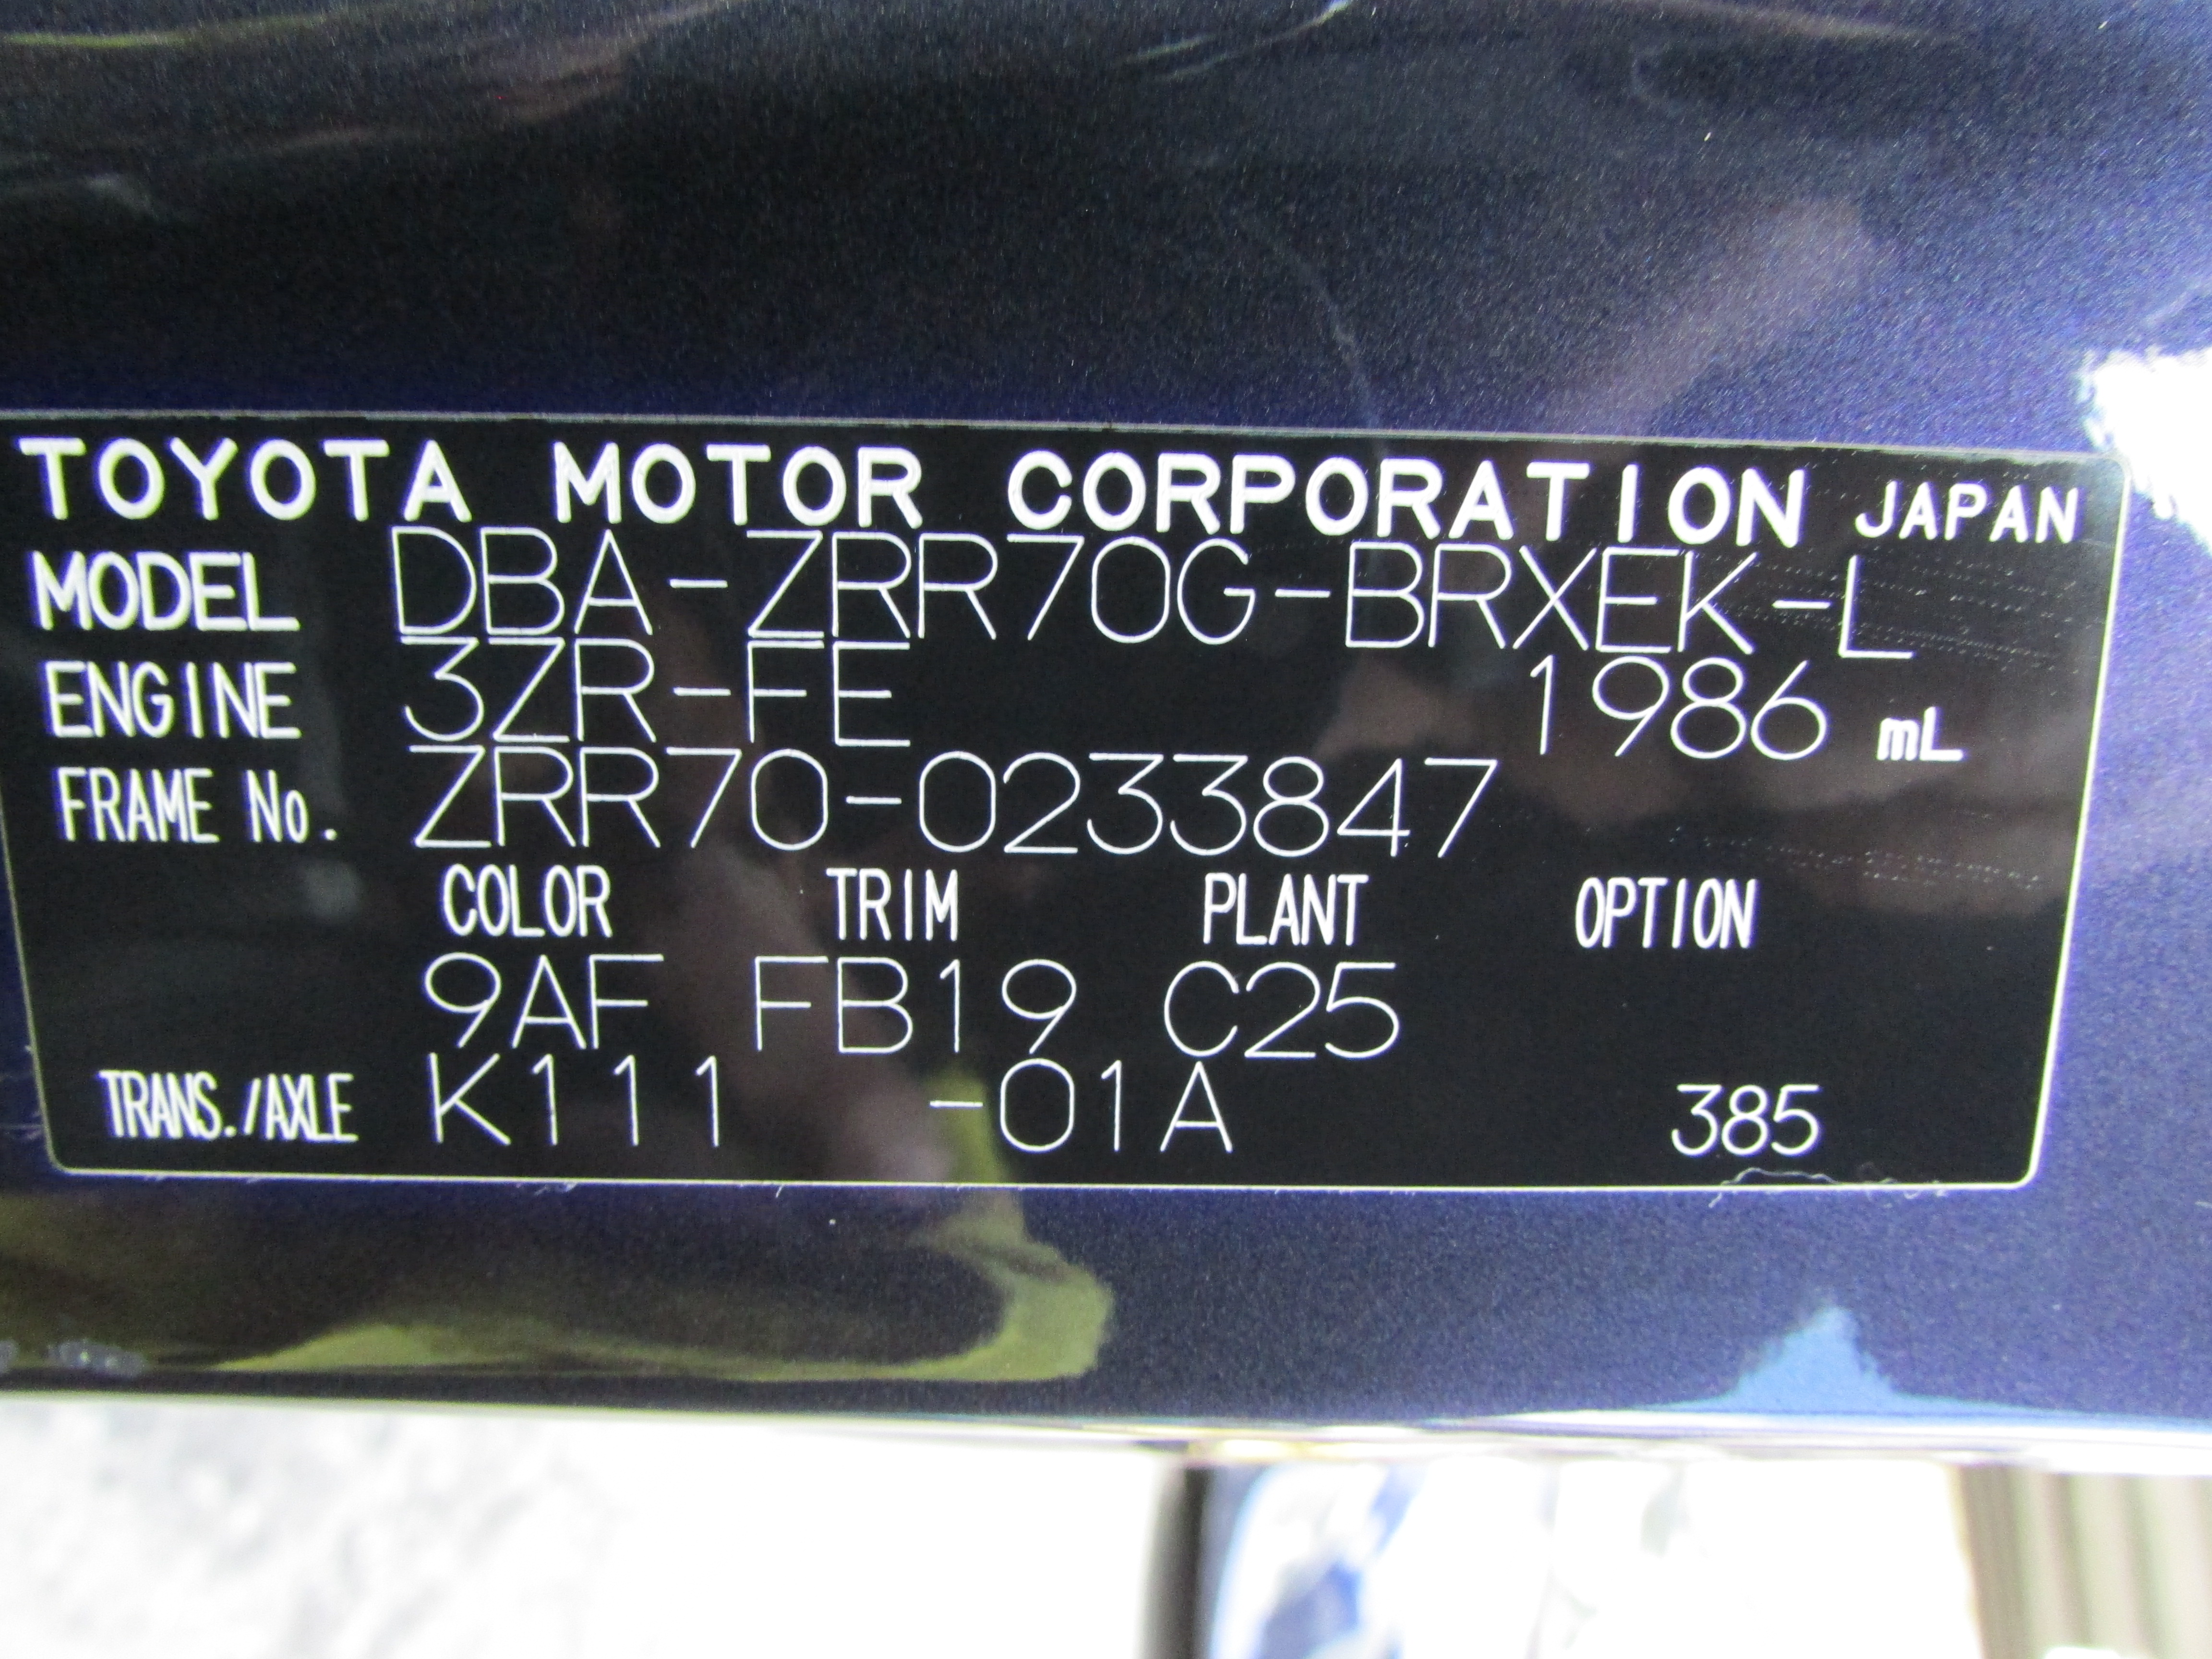 TOYOTA MOTOR CORPORATION JAPAN
MODEL DBA-ZRR70G-BRXEK-L
ENGINE 3ZR-FE 1986 mL
FRAME No. ZRR70-0233847
COLOR TRIM PLANT OPTION
9AF FB19 C25
TRANS./AXLE K111 -01A 385